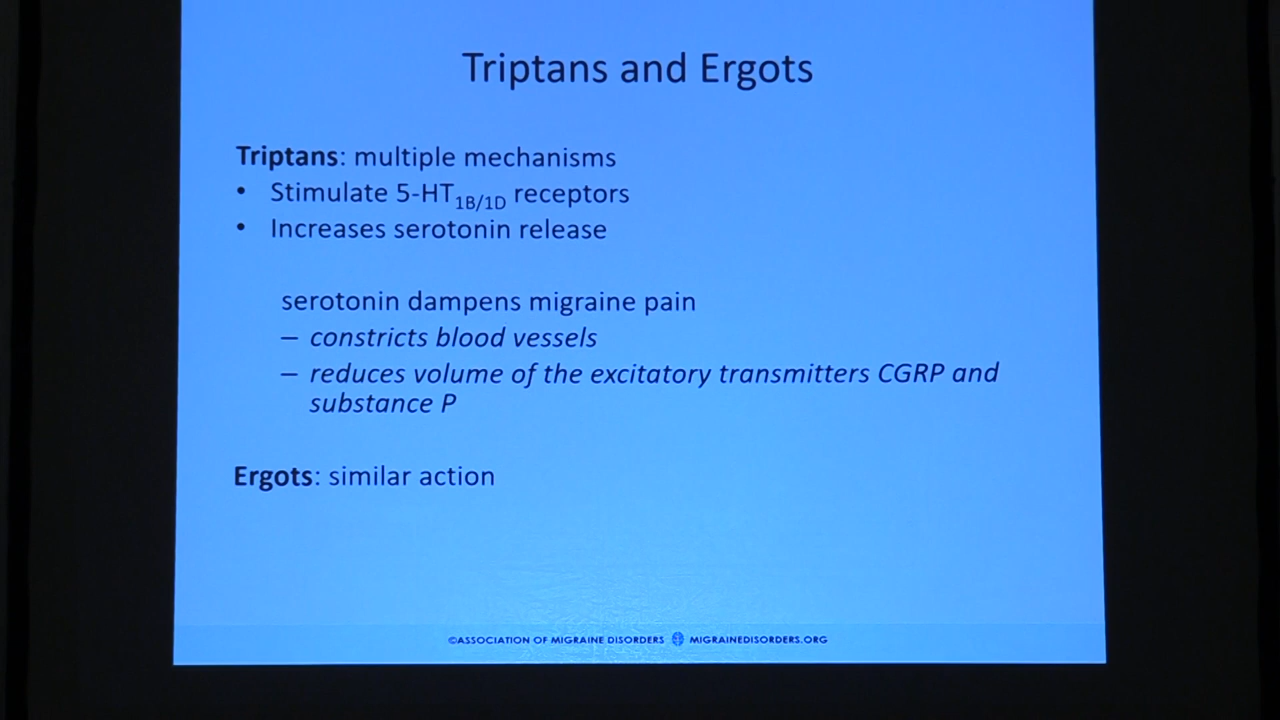 Triptans and Ergots
Triptans: multiple mechanisms
• Stimulate 5-HT1B/1D receptors
• Increases serotonin release
serotonin dampens migraine pain
– constricts blood vessels
– reduces volume of the excitatory transmitters CGRP and
substance P
Ergots: similar action
©ASSOCIATION OF MIGRAINE DISORDERS MIGRAINEDISORDERS.ORG